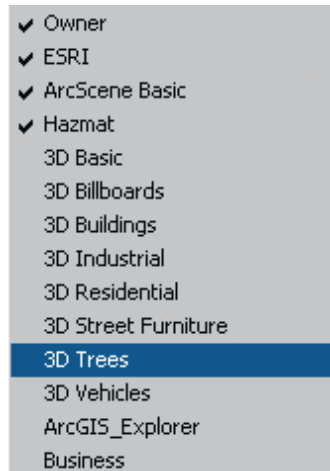 Owner
ESRI
ArcScene Basic
Hazmat
3D Basic
3D Billboards
3D Buildings
3D Industrial
3D Residential
3D Street Furniture
3D Trees
3D Vehicles
ArcGIS_Explorer
Business